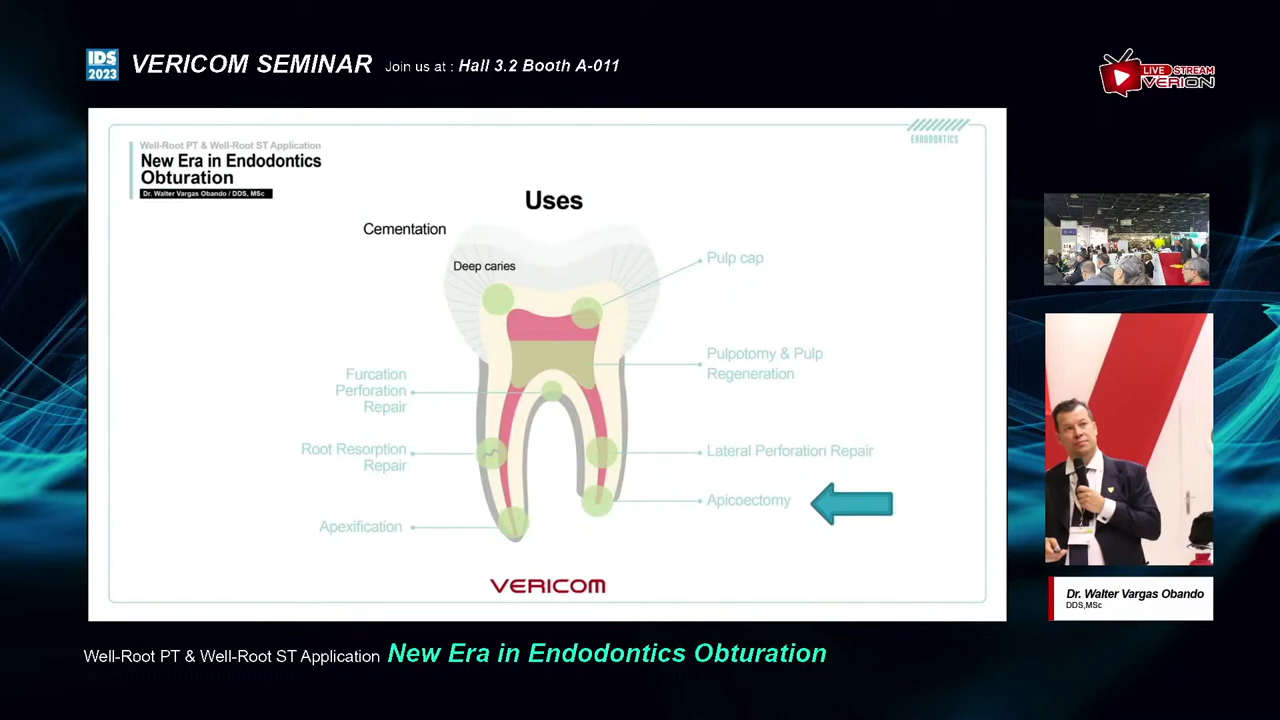 IDS
2023
VERICOM SEMINAR Join us at : Hall 3.2 Booth A-011
LIVE STREAM
VERION
Well-Root PT & Well-Root ST Application
New Era in Endodontics
Obturation
Dr. Walter Vargas Obando / DDS, MSc
ENDODONTICS
Uses
Cementation
Deep caries
Pulp cap
Pulpotomy & Pulp
Regeneration
Furcation
Perforation
Repair
Root Resorption
Repair
Lateral Perforation Repair
Apicoectomy
Apexification
VERICOM
Dr. Walter Vargas Obando
DDS,MSc
Well-Root PT & Well-Root ST Application New Era in Endodontics Obturation